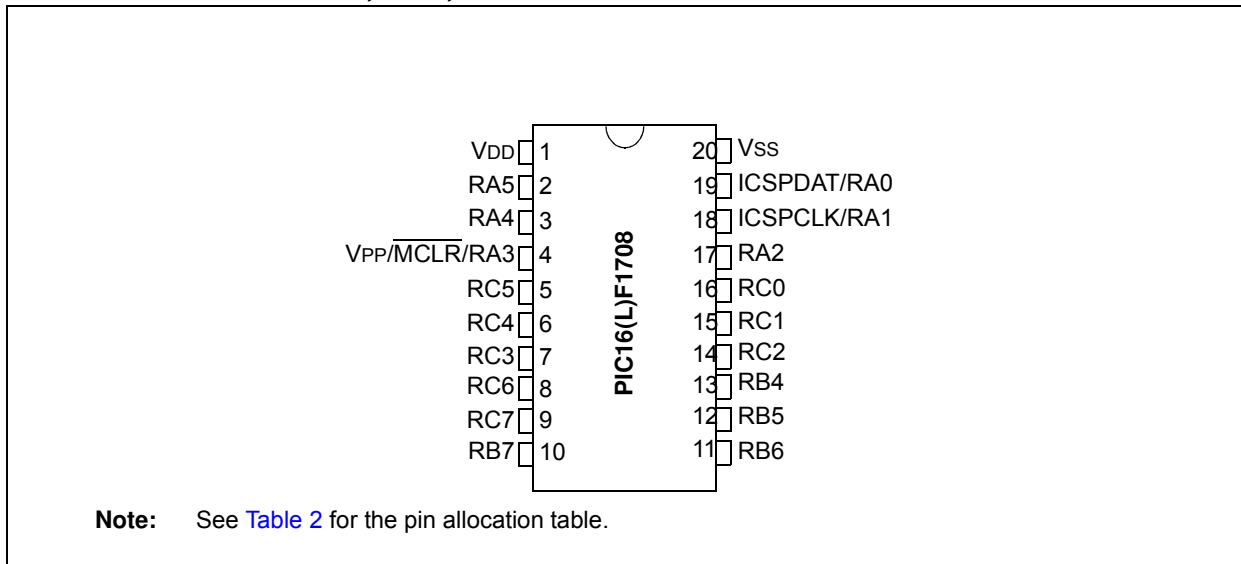 VDD 1 20 VSS
RA5 2 19 ICSPDAT/RA0
RA4 3 18 ICSPCLK/RA1
VPP/MCLR/RA3 4 17 RA2
RC5 5 16 RC0
RC4 6 15 RC1
RC3 7 14 RC2
RC6 8 13 RB4
RC7 9 12 RB5
RB7 10 11 RB6
PIC16(L)F1708
Note: See Table 2 for the pin allocation table.